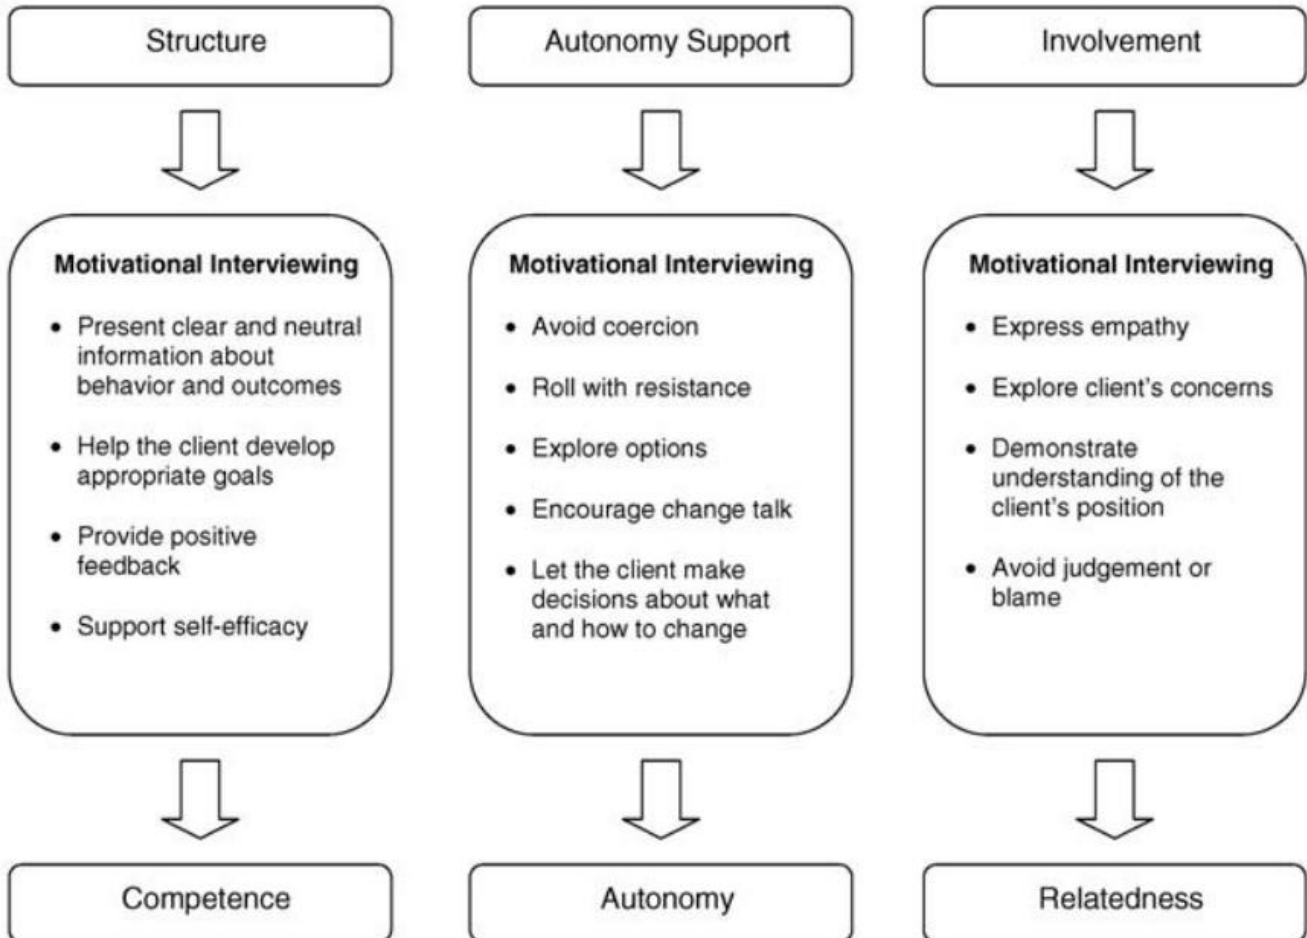 Structure
Autonomy Support
Involvement
Motivational Interviewing
• Present clear and neutral
information about
behavior and outcomes
• Help the client develop
appropriate goals
• Provide positive
feedback
• Support self-efficacy
Motivational Interviewing
• Avoid coercion
• Roll with resistance
• Explore options
• Encourage change talk
• Let the client make
decisions about what
and how to change
Motivational Interviewing
• Express empathy
• Explore client's concerns
• Demonstrate
understanding of the
client's position
• Avoid judgement or
blame
Competence
Autonomy
Relatedness